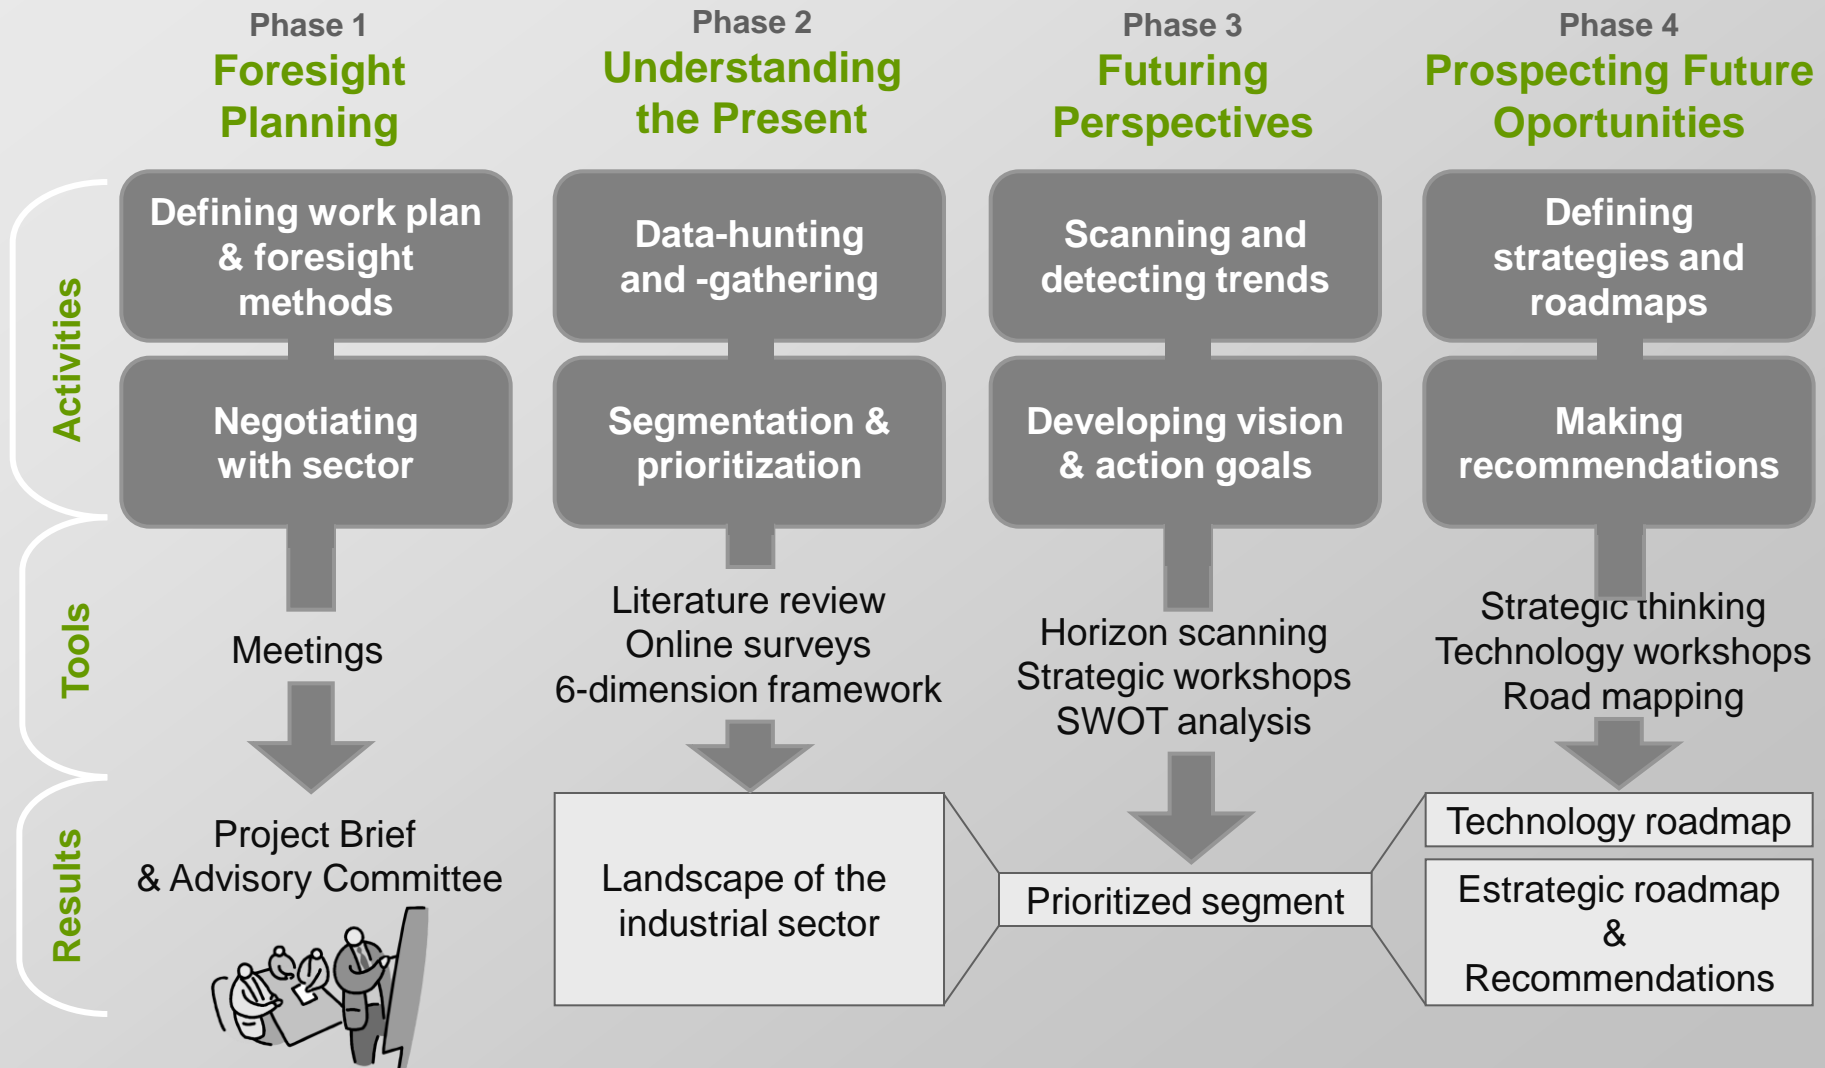 Phase 1
Foresight
Planning
Phase 2
Understanding
the Present
Phase 3
Futuring
Perspectives
Phase 4
Prospecting Future
Oportunities
Activities
Defining work plan
& foresight
methods
Data-hunting
and -gathering
Scanning and
detecting trends
Defining
strategies and
roadmaps
Negotiating
with sector
Segmentation &
prioritization
Developing vision
& action goals
Making
recommendations
Tools
Meetings
Literature review
Online surveys
6-dimension framework
Horizon scanning
Strategic workshops
SWOT analysis
Strategic thinking
Technology workshops
Road mapping
Results
Project Brief
& Advisory Committee
Landscape of the
industrial sector
Prioritized segment
Technology roadmap
Estrategic roadmap
&
Recommendations